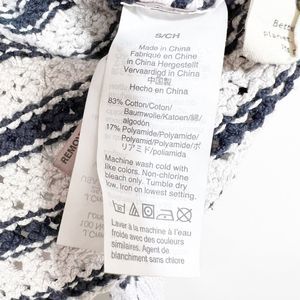 S/CH
Made in China
Fabriqué en Chine
In China Hergestellt
Vervaardigd in China
中国製
Hecho en China
83% Cotton/Coton/
Baumwolle/Katoen/綿/
algodón
17% Polyamide/Polyamide/
Polyamid/Polyamide/ポ
リアミド/poliamida
Machine wash cold with
like colors. Non-chlorine
bleach only. Tumble dry
low. Iron on lowest setting.
Laver à la machine à l'eau
froid avec des couleurs
similaires. Agent de
blanchiment sans chlore